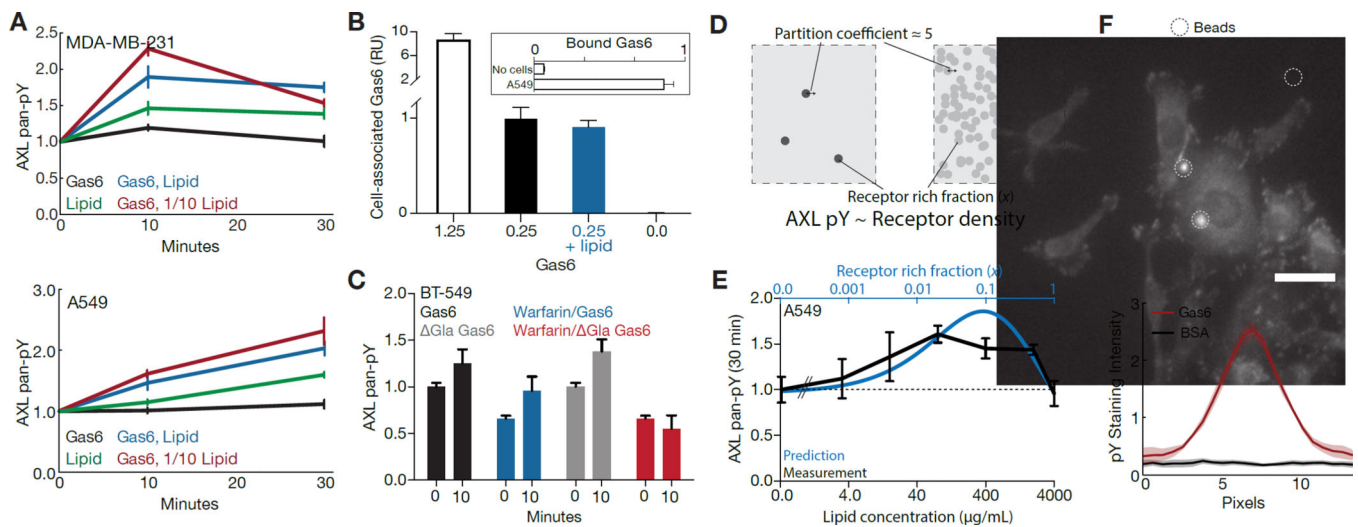 A
MDA-MB-231
2.5
2.0
1.5
1.0
0.5
0.0
AXL pan-pY
Gas6 Gas6, Lipid
Lipid Gas6, 1/10 Lipid
0 10 20 30
Minutes
3.0
A549
2.0
1.0
0.0
AXL pan-pY
Gas6 Gas6, Lipid
Lipid Gas6, 1/10 Lipid
0 10 20 30
Minutes
B
10
6
2
1
0
Cell-associated Gas6 (RU)
Bound Gas6
0 1
No cells
A549
1.25 0.25 0.25 0.0
+ lipid
Gas6
C
BT-549
Gas6 Warfarin/Gas6
ΔGla Gas6 Warfarin/ΔGla Gas6
2.0
1.5
1.0
0.5
0.0
AXL pan-pY
0 10 0 10 0 10 0 10
Minutes
D
Partition coefficient ≈ 5
Receptor rich fraction (x)
AXL pY ~ Receptor density
E
Receptor rich fraction (x)
0.0 0.001 0.01 0.1 1
2.0
A549
1.5
1.0
0.5
0.0
AXL pan-pY (30 min)
Prediction
Measurement
0.0 4.0 40 400 4000
Lipid concentration (μg/mL)
F
Beads
3
Gas6
BSA
2
1
0
pY Staining Intensity
0 5 10
Pixels